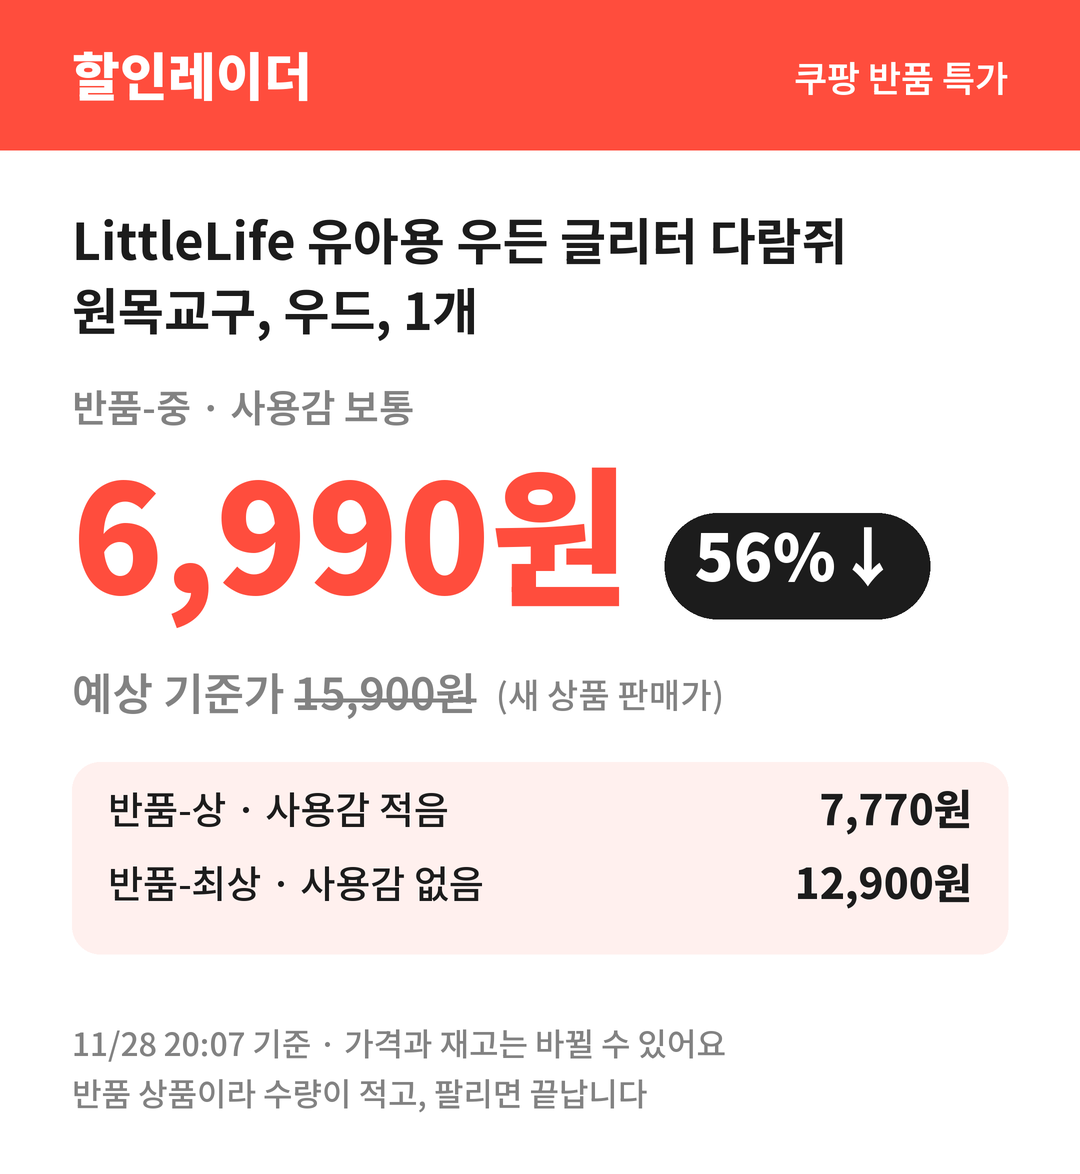 할인레이더
쿠팡 반품 특가
LittleLife 유아용 우든 글리터 다람쥐
원목교구, 우드, 1개
반품-중 · 사용감 보통
6,990원 56%↓
예상 기준가 15,900원 (새 상품 판매가)
반품-상 · 사용감 적음 7,770원
반품-최상 · 사용감 없음 12,900원
11/28 20:07 기준 · 가격과 재고는 바뀔 수 있어요
반품 상품이라 수량이 적고, 팔리면 끝납니다